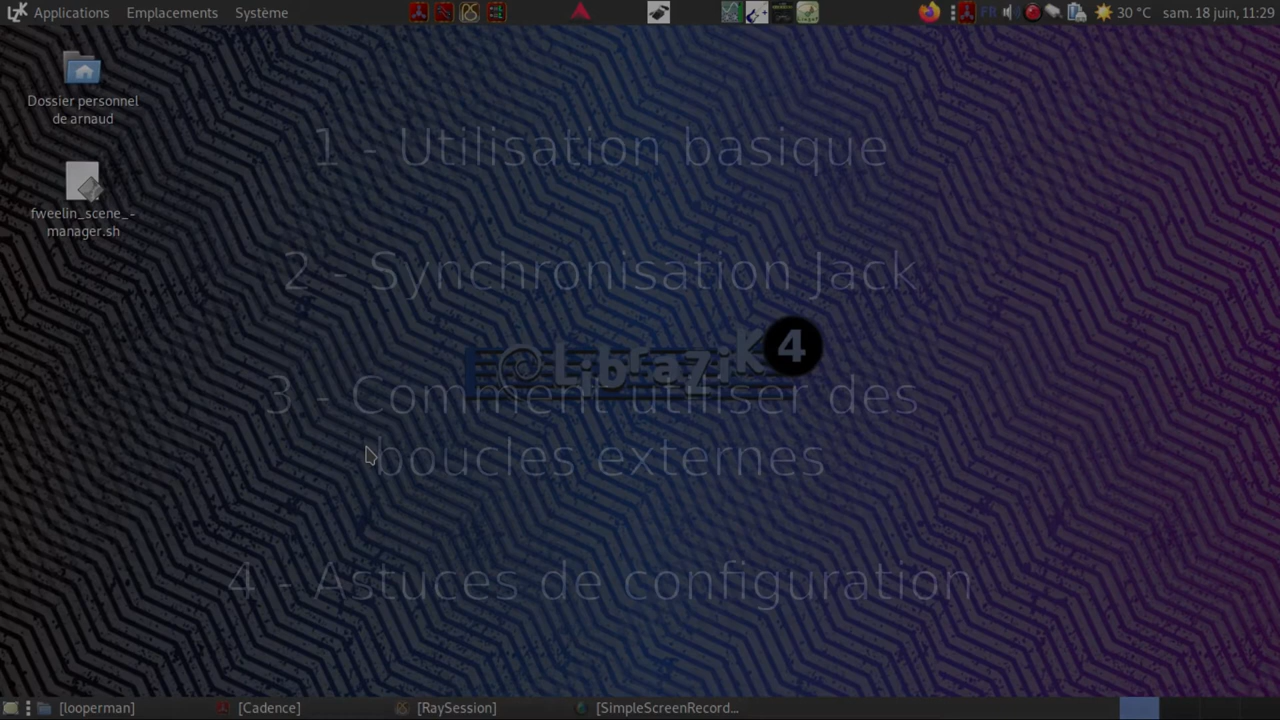 Applications Emplacements Système
FR 30 °C sam. 18 juin, 11:29
Dossier personnel
de arnaud
fweelin_scene_-
manager.sh
1 - Utilisation basique
2 - Synchronisation Jack
LibraziK 4
3 - Comment utiliser des
boucles externes
4 - Astuces de configuration
[looperman] [Cadence] [RaySession] [SimpleScreenRecord...